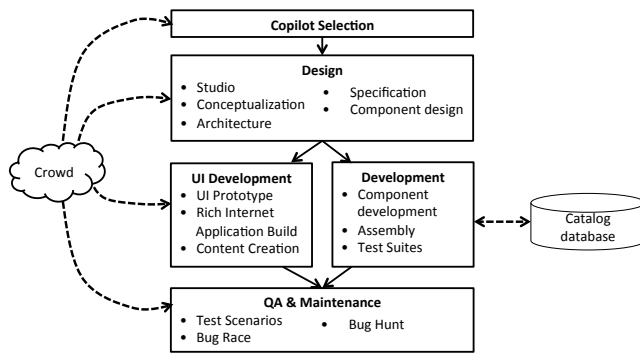 Copilot Selection
Design
• Studio
• Conceptualization
• Architecture
• Specification
• Component design
Crowd
UI Development
• UI Prototype
• Rich Internet
Application Build
• Content Creation
Development
• Component
development
• Assembly
• Test Suites
Catalog
database
QA & Maintenance
• Test Scenarios
• Bug Race
• Bug Hunt